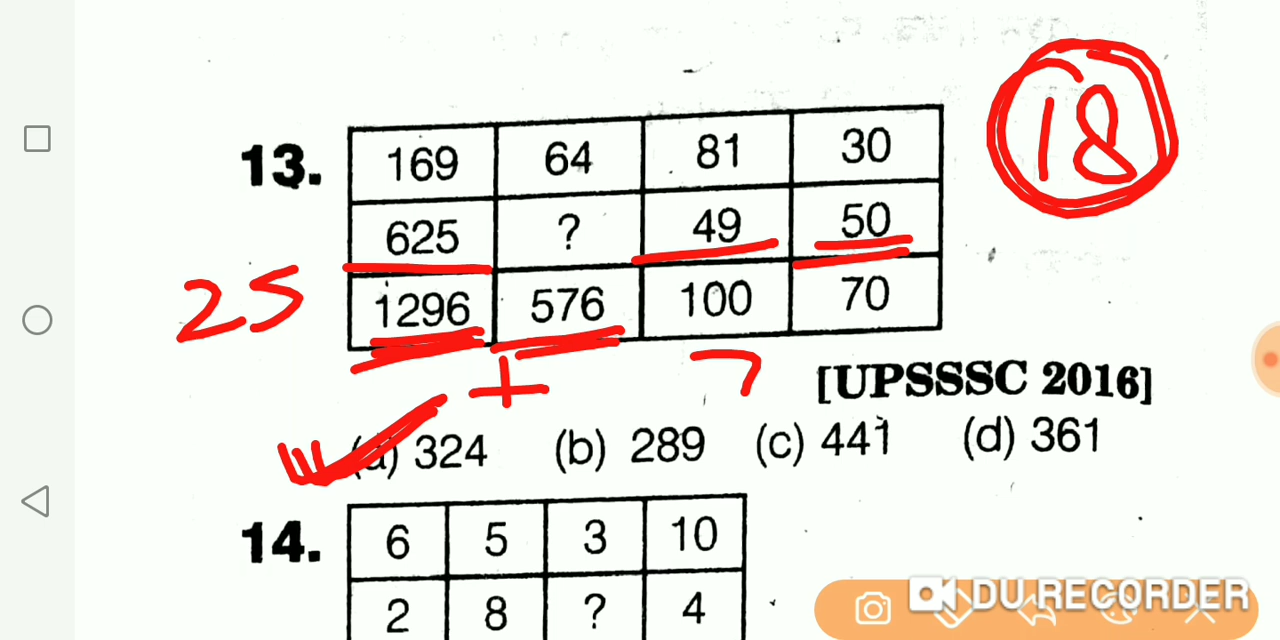 13. 169 64 81 30
625 ? 49 50
1296 576 100 70
18
25 + 7
[UPSSSC 2016]
(a) 324 (b) 289 (c) 441 (d) 361
14. 6 5 3 10
2 8 ? 4
DU RECORDER